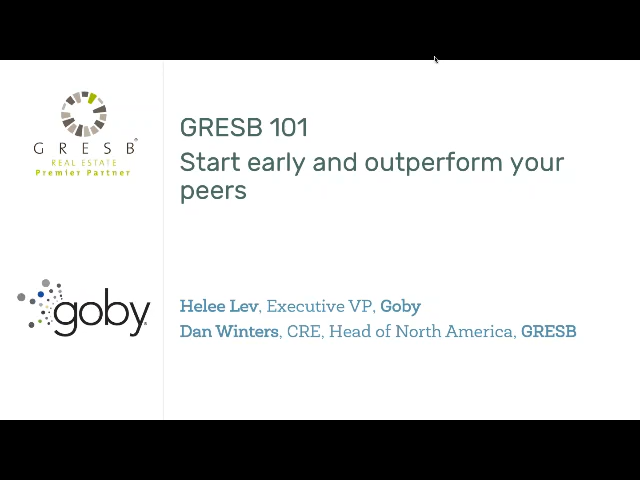 GRESB®
REAL ESTATE
Premier Partner
goby
GRESB 101
Start early and outperform your
peers
Helee Lev, Executive VP, Goby
Dan Winters, CRE, Head of North America, GRESB